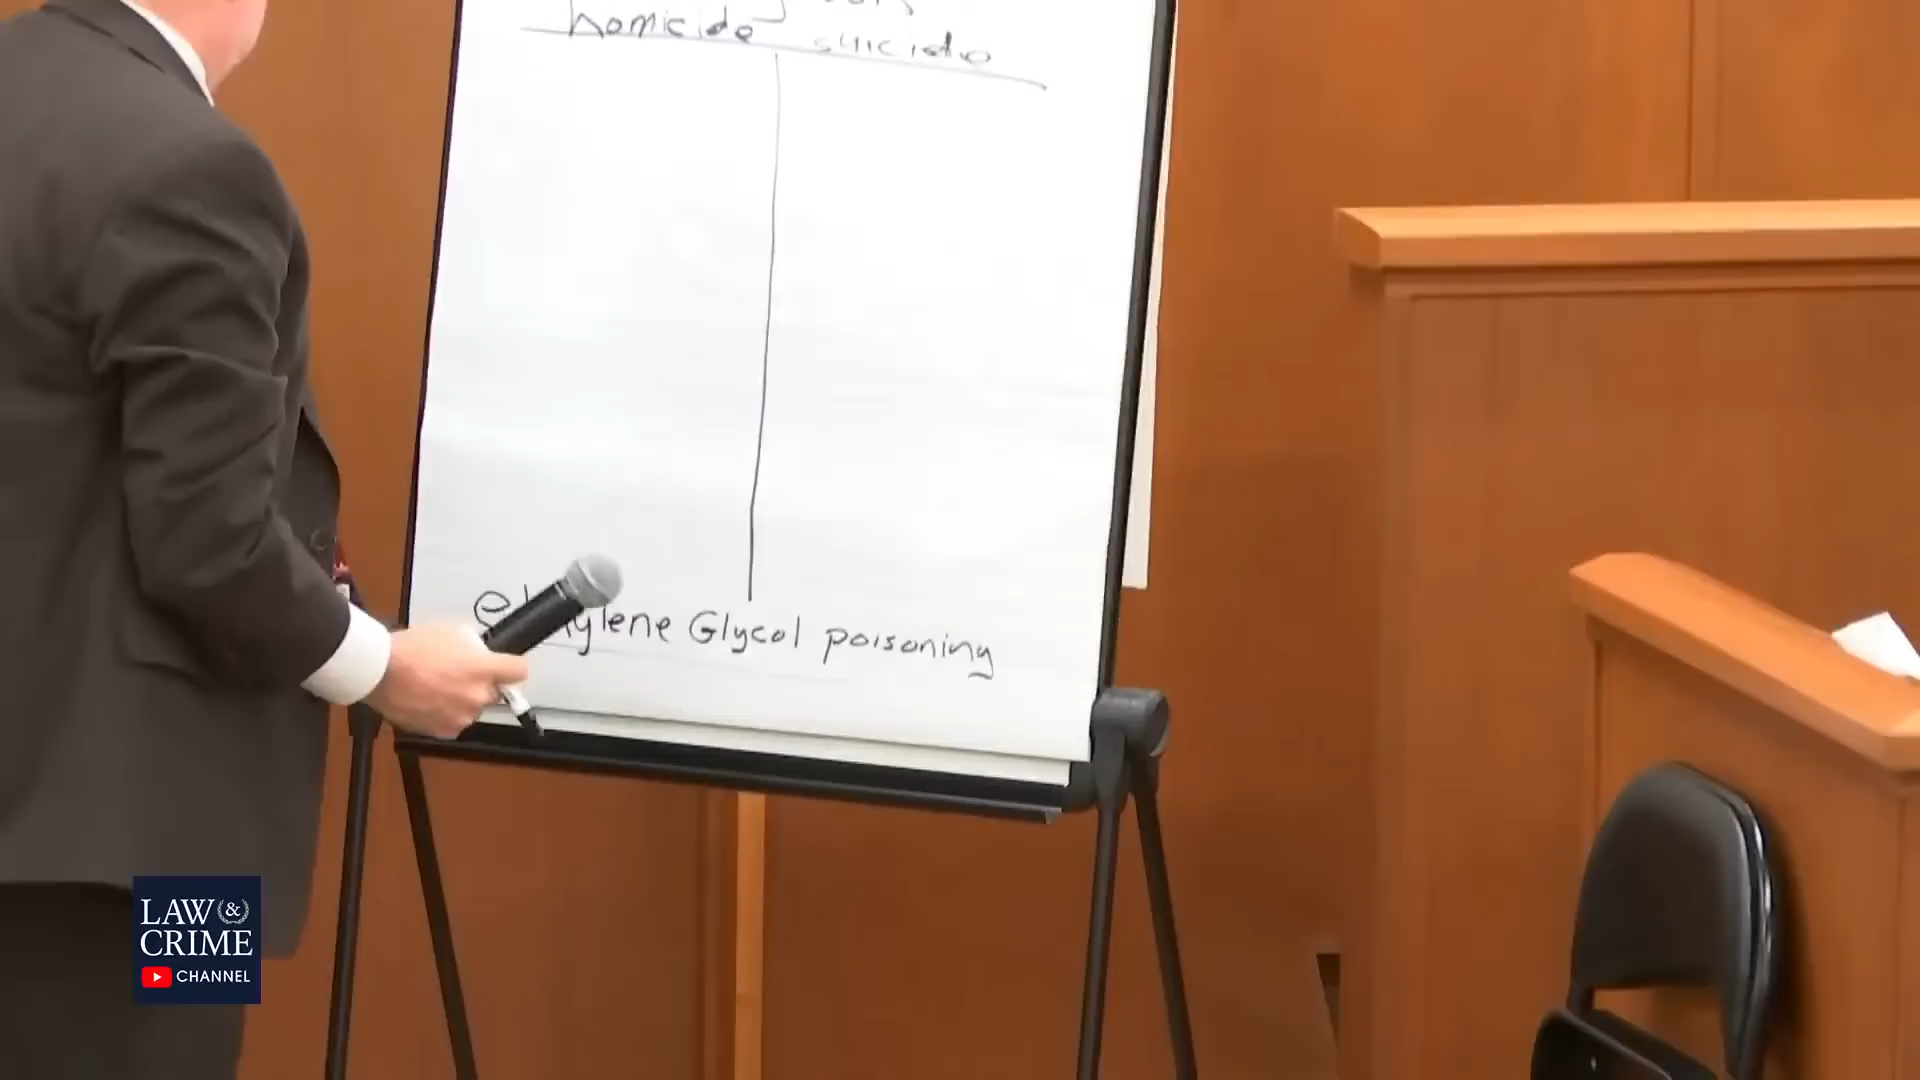 homicide suicide
ethylene Glycol poisoning
LAW &
CRIME
CHANNEL